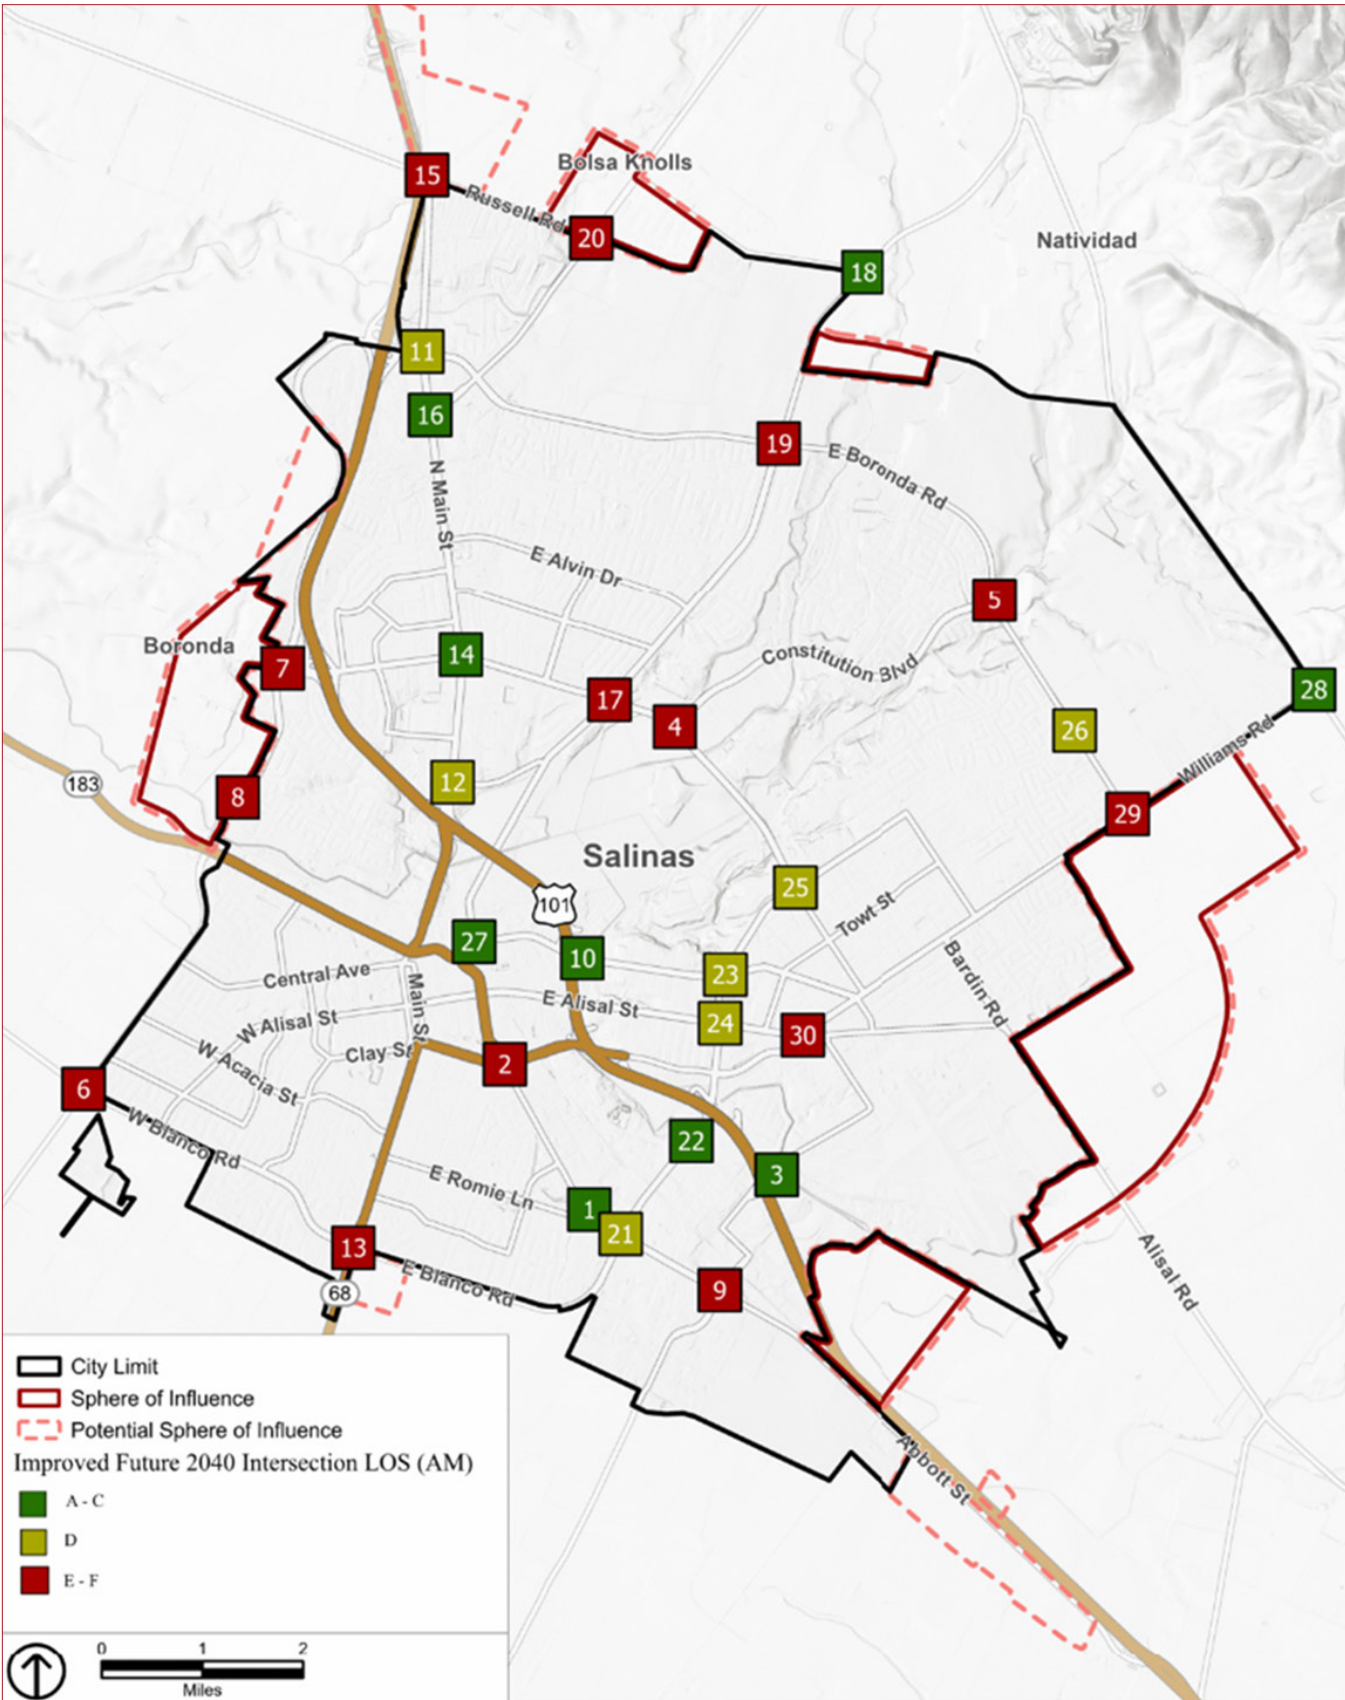 Bolsa Knolls
15
Russell Rd
20
Natividad
18
11
16
19
E Boronda Rd
N Main St
E Alvin Dr
5
Boronda
7
14
Constitution Blvd
17
4
28
26
Williams Rd
183
8
12
29
Salinas
25
101
Towt St
27
10
23
Bardin Rd
Central Ave
Main St
E Alisal St
24
30
W Alisal St
Clay St
W Acacia St
2
6
W Blanco Rd
22
3
E Romie Ln
1
21
13
E Blanco Rd
68
9
Alisal Rd
Abbott St
City Limit
Sphere of Influence
Potential Sphere of Influence
Improved Future 2040 Intersection LOS (AM)
A - C
D
E - F
0 1 2
Miles